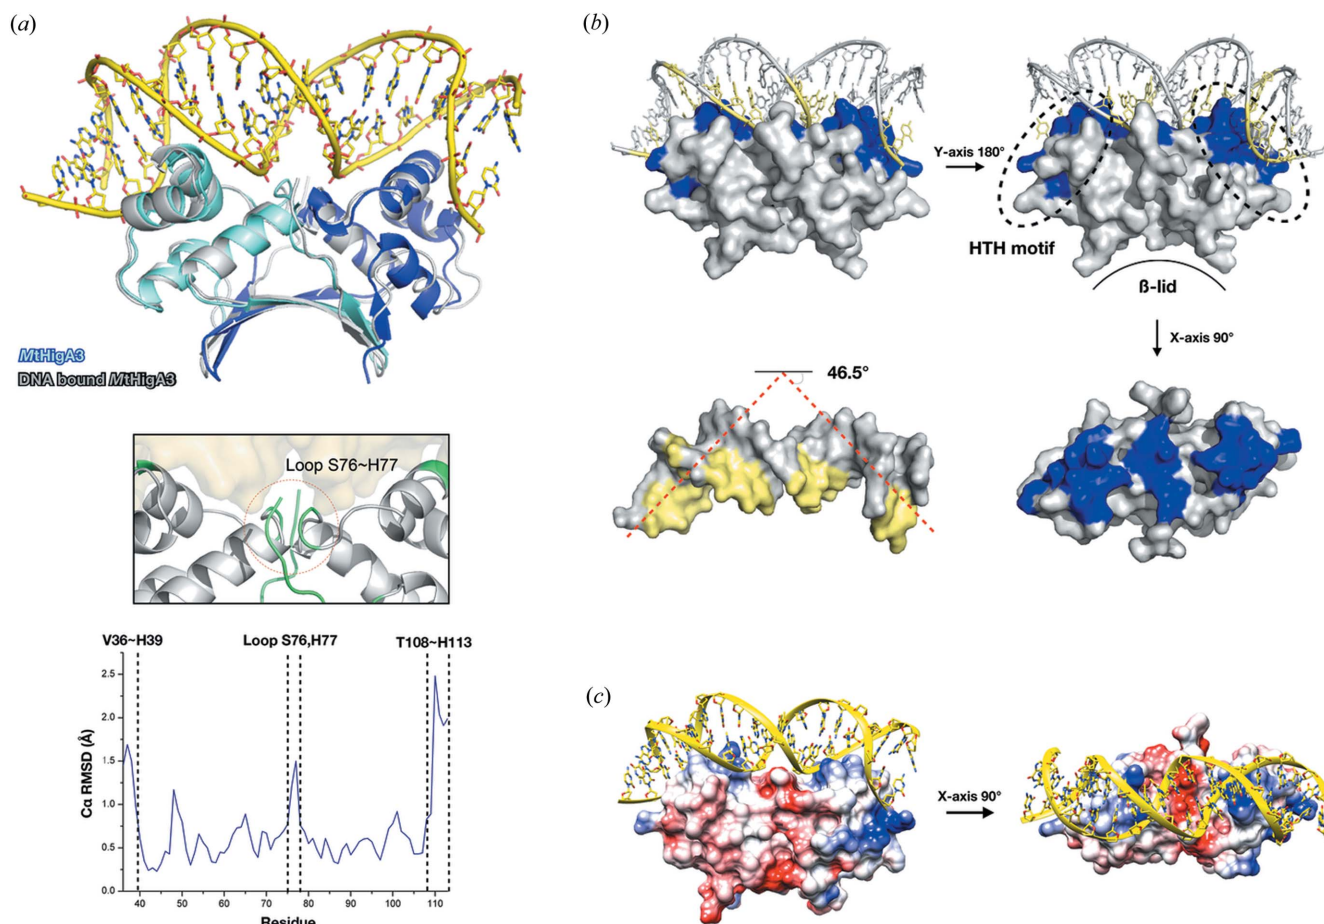 (a)
MtHigA3
DNA bound MtHigA3
Loop S76~H77
V36~H39
Loop S76,H77
T108~H113
Cα RMSD (Å)
2.5
2.0
1.5
1.0
0.5
0.0
40 50 60 70 80 90 100 110
Residue
(b)
Y-axis 180°
HTH motif
ß-lid
X-axis 90°
46.5°
(c)
X-axis 90°